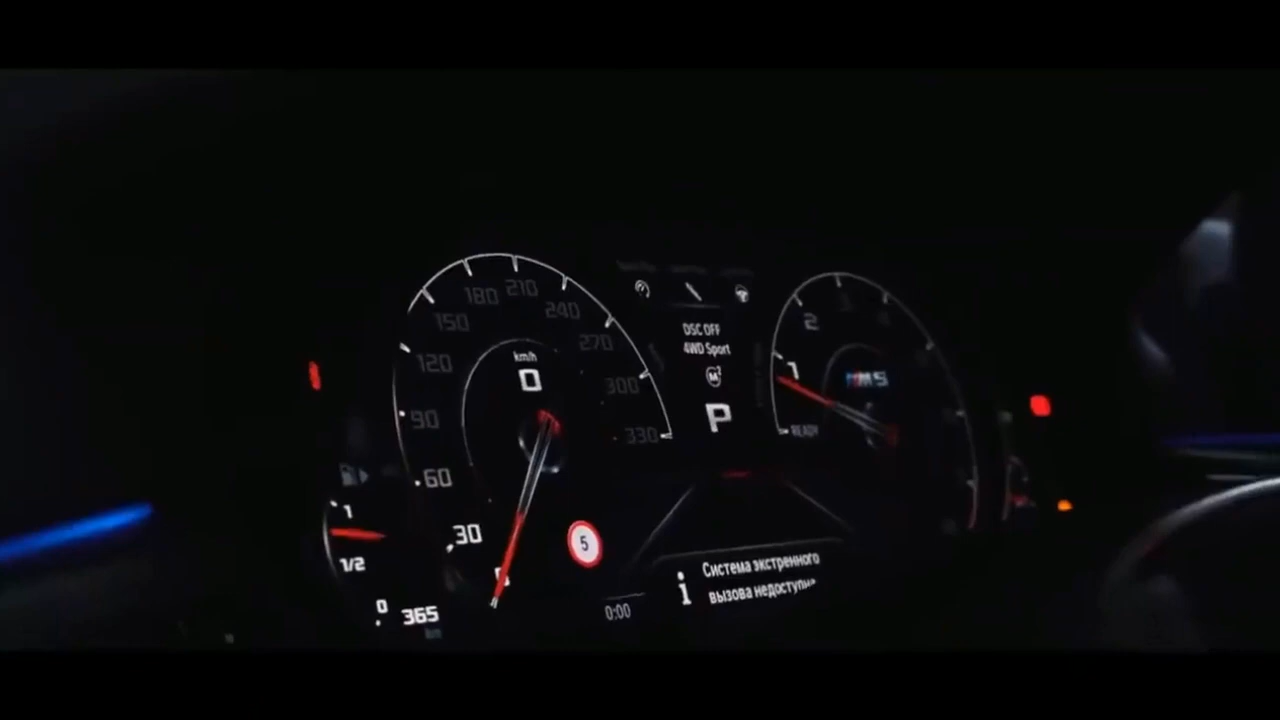 180
210
150
240
120
270
km/h
0
300
90
330
60
30
1
1/2
0
365
km
5
0:00
DSC OFF
4WD Sport
M
P
i
Система экстренного
вызова
2
1
M5
READY